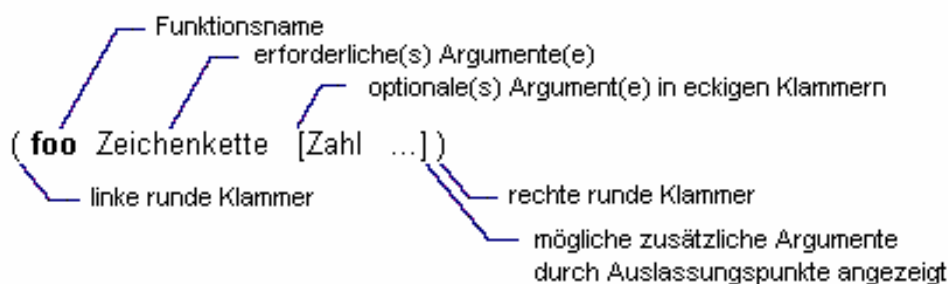 Funktionsname
erforderliche(s) Argumente(e)
optionale(s) Argument(e) in eckigen Klammern
( foo Zeichenkette [Zahl ...] )
linke runde Klammer
rechte runde Klammer
mögliche zusätzliche Argumente
durch Auslassungspunkte angezeigt